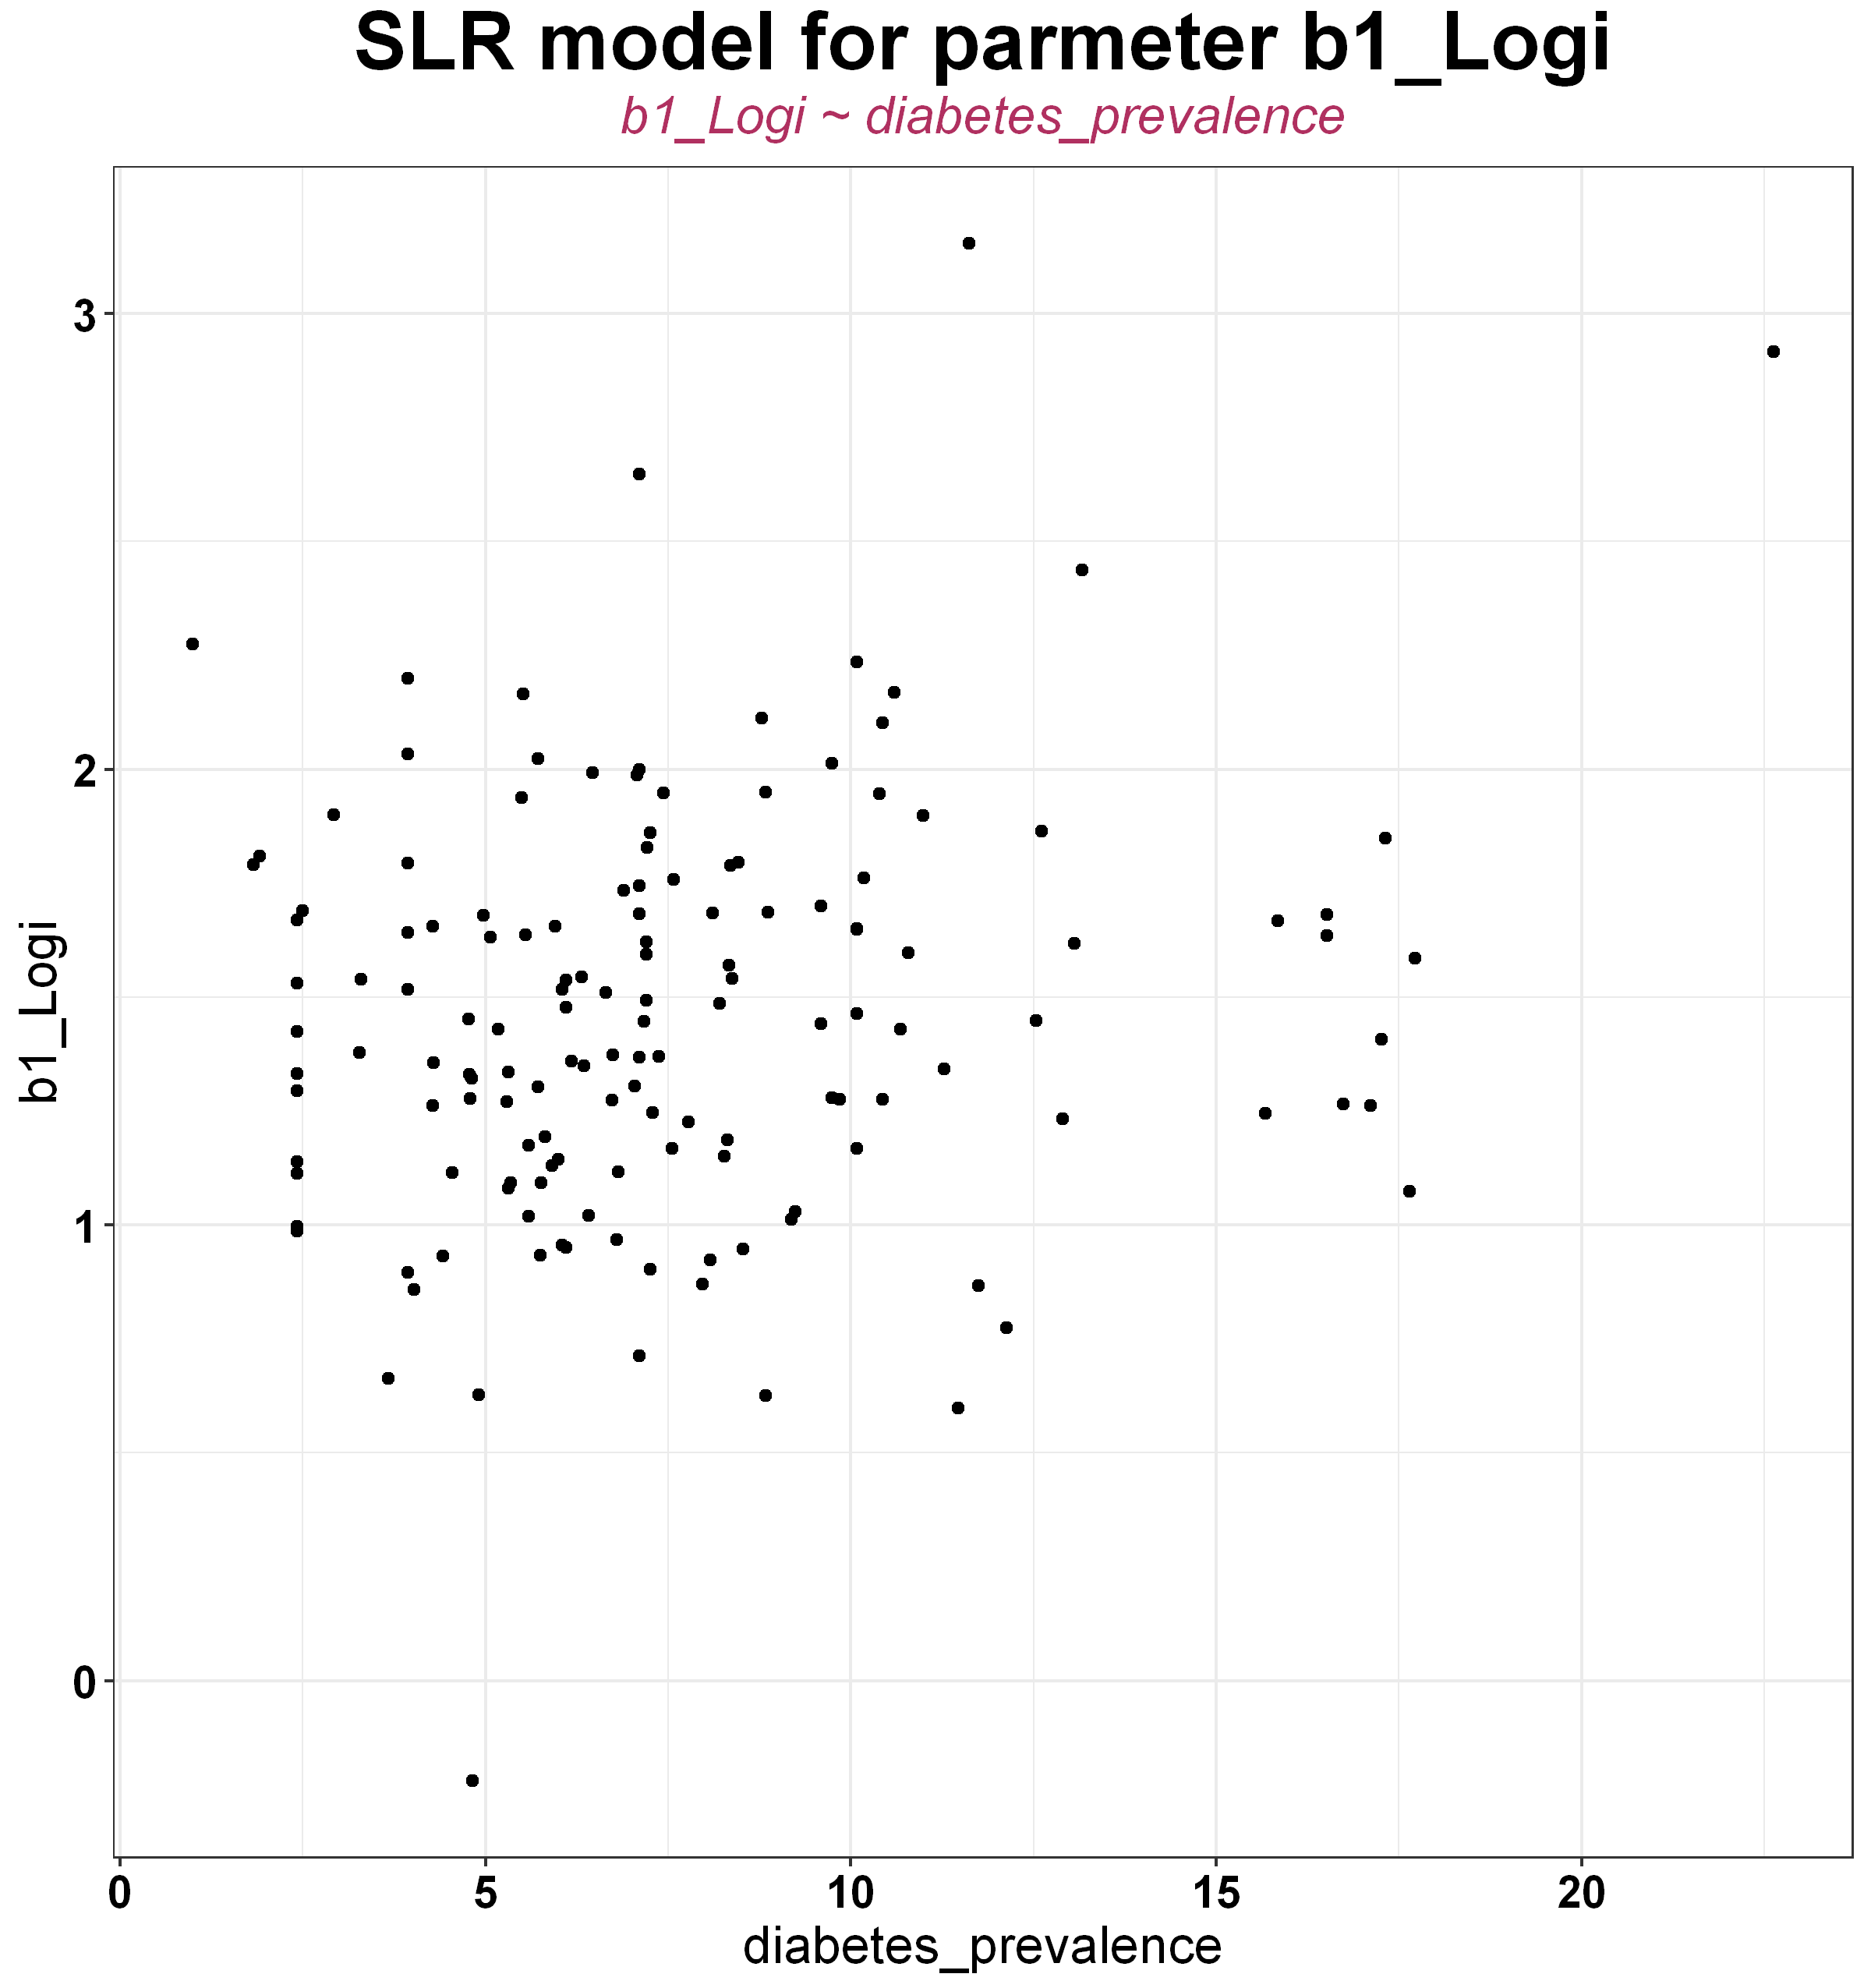 SLR model for parmeter b1_Logi
b1_Logi ~ diabetes_prevalence
3
2
1
0
b1_Logi
0 5 10 15 20
diabetes_prevalence